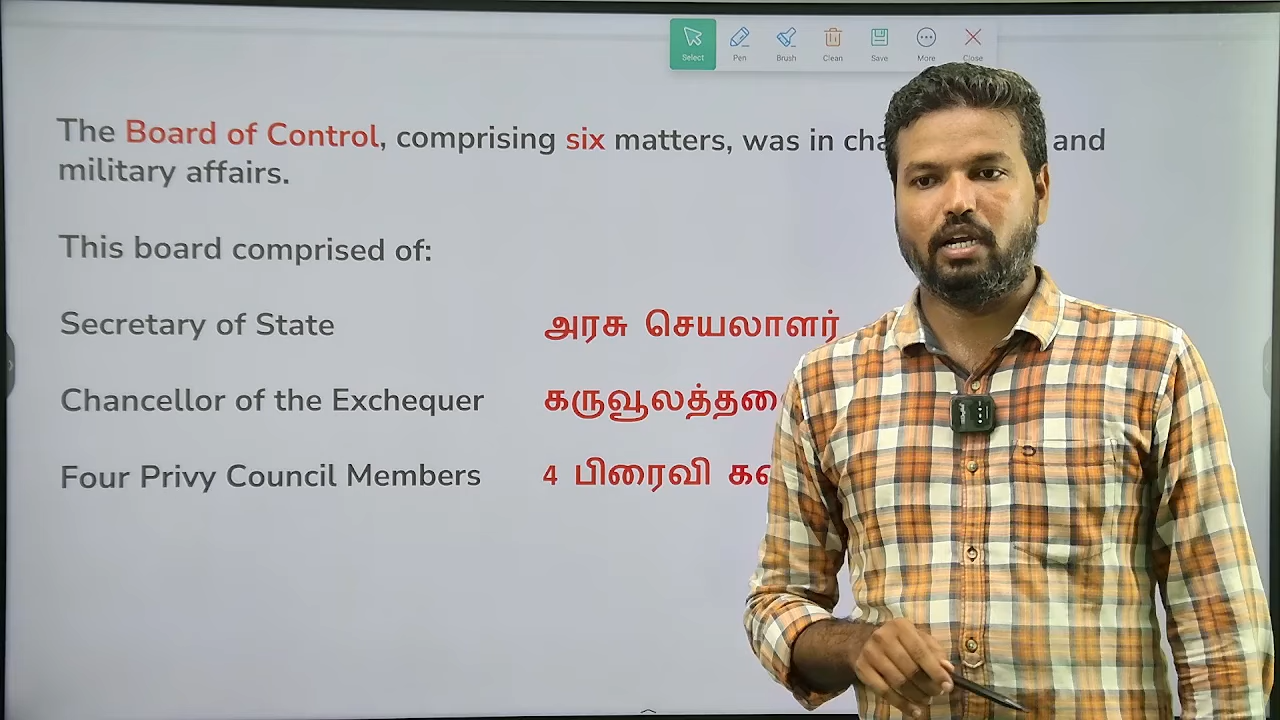 Select Pen Brush Clean Save More Close
The Board of Control, comprising six matters, was in and
military affairs.
This board comprised of:
Secretary of State அரசு செயலாளர்
Chancellor of the Exchequer
Four Privy Council Members 4 பிரைவி